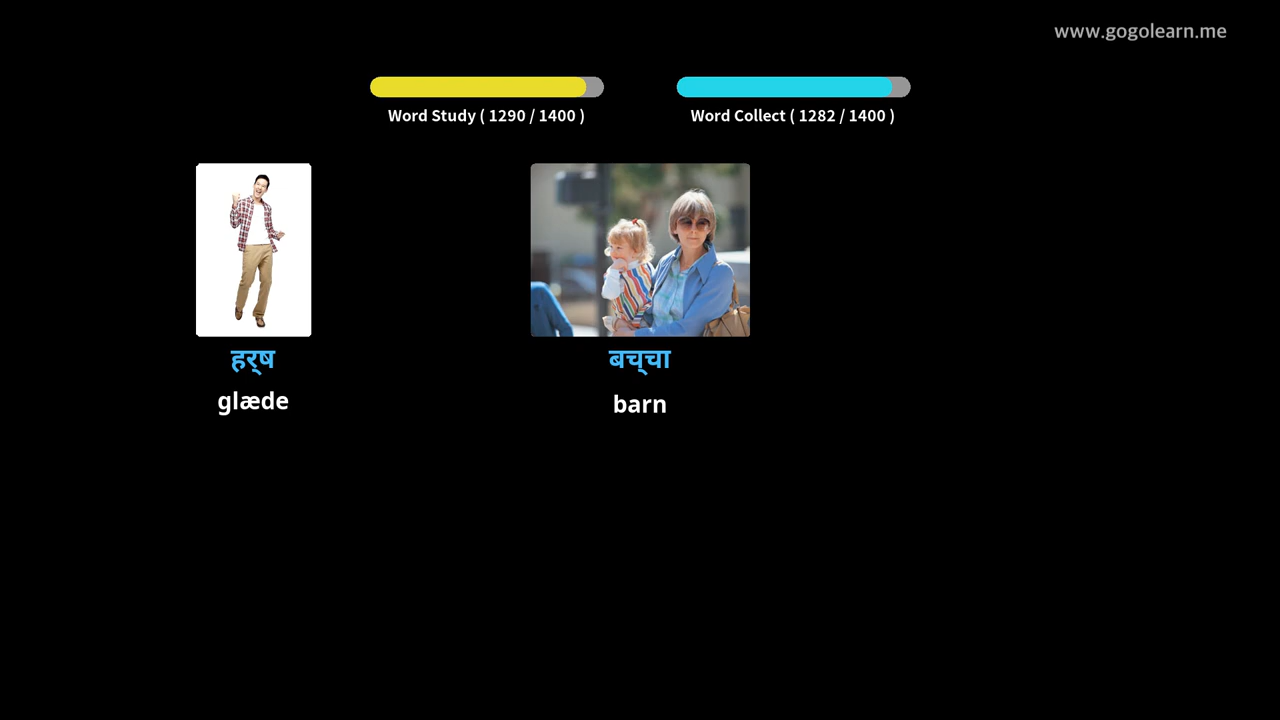 www.gogolearn.me
Word Study ( 1290 / 1400 )
Word Collect ( 1282 / 1400 )
हर्‌ष
glæde
बच्‌चा
barn